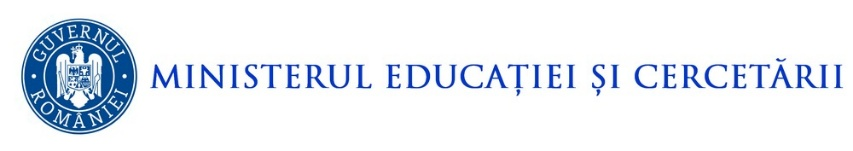 GUVERNUL ROMÂNIEI
MINISTERUL EDUCAȚIEI ȘI CERCETĂRII